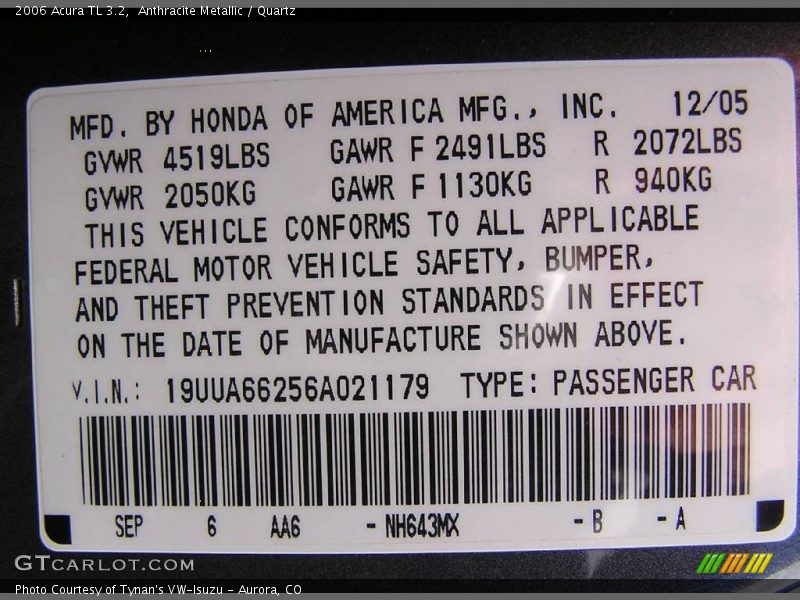 2006 Acura TL 3.2,  Anthracite Metallic / Quartz
MFD. BY HONDA OF AMERICA MFG., INC. 12/05
GVWR 4519LBS GAWR F 2491LBS R 2072LBS
GVWR 2050KG GAWR F 1130KG R 940KG
THIS VEHICLE CONFORMS TO ALL APPLICABLE
FEDERAL MOTOR VEHICLE SAFETY, BUMPER,
AND THEFT PREVENTION STANDARDS IN EFFECT
ON THE DATE OF MANUFACTURE SHOWN ABOVE.
V.I.N.: 19UUA66256A021179 TYPE: PASSENGER CAR
SEP 6 AA6 -NH643MX -B -A
GTCARLOT.COM
Photo Courtesy of Tynan's VW-Isuzu - Aurora, CO